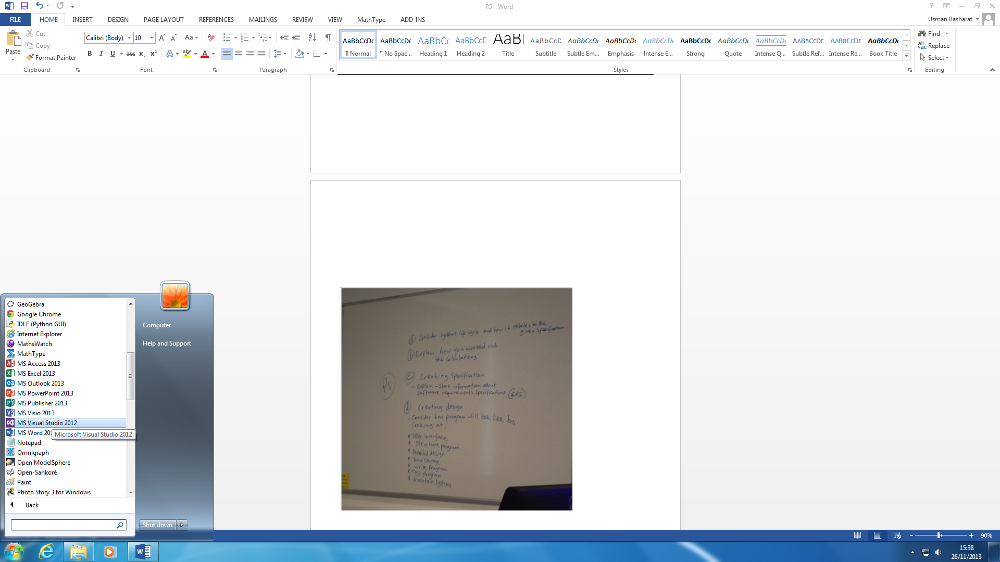 P5 - Word
FILE
HOME
INSERT
DESIGN
PAGE LAYOUT
REFERENCES
MAILINGS
REVIEW
VIEW
MathType
ADD-INS
Usman Basharat
Paste
Cut
Copy
Format Painter
Clipboard
Calibri (Body)
10
Font
Paragraph
AaBbCcDc
¶ Normal
AaBbCcDc
¶ No Spac...
AaBbCc
Heading 1
AaBbCcD
Heading 2
AaBl
Title
AaBbCcD
Subtitle
AaBbCcDc
Subtle Em...
AaBbCcDc
Emphasis
AaBbCcDc
Intense E...
AaBbCcDc
Strong
AaBbCcDc
Quote
AaBbCcDc
Intense Q...
AABBCCDE
Subtle Ref...
AABBCCDE
Intense Re...
AaBbCcDc
Book Title
Styles
Find
Replace
Select
Editing
P5
a Consider systems life cycle and how it relates to the
given specification.
b Explain how you worked out
the calculations
c Creating specification
- Explain - Short information about
software requirements specifications (SRS)
d Creating design
- Consider how program will look like by
looking at.
* User interface
* Structure program
* Detailed design
* Data storage
* Write program
* Test program
* Maintain systems
GeoGebra
Google Chrome
IDLE (Python GUI)
Internet Explorer
MathsWatch
MathType
MS Access 2013
MS Excel 2013
MS Outlook 2013
MS PowerPoint 2013
MS Publisher 2013
MS Visio 2013
MS Visual Studio 2012
MS Word 20
Microsoft Visual Studio 2012
Notepad
Omnigraph
Open ModelSphere
Open-Sankoré
Paint
Photo Story 3 for Windows
Back
Computer
Help and Support
Shut down
90%
15:38
26/11/2013